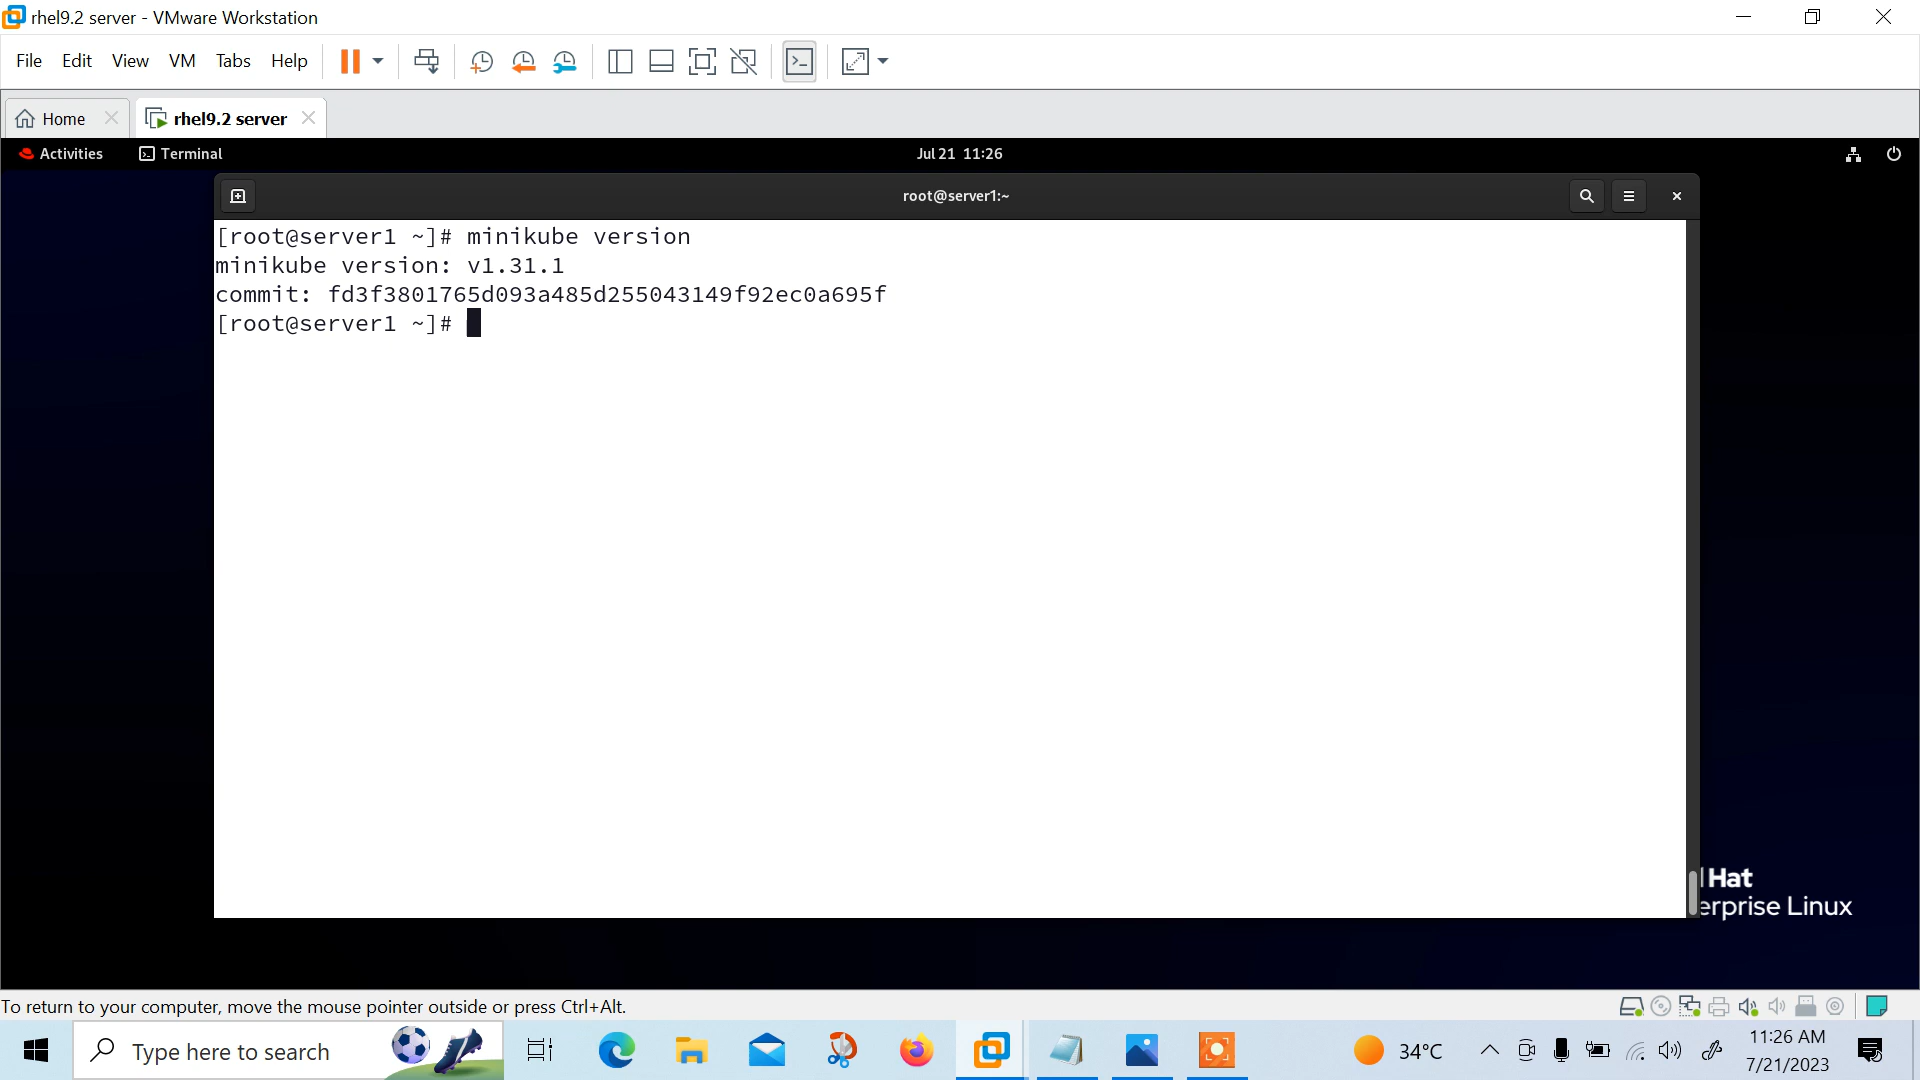 rhel9.2 server - VMware Workstation
File Edit View VM Tabs Help
Home rhel9.2 server
Activities Terminal Jul 21 11:26
root@server1:~
[root@server1 ~]# minikube version
minikube version: v1.31.1
commit: fd3f3801765d093a485d255043149f92ec0a695f
[root@server1 ~]#
Hat
erprise Linux
To return to your computer, move the mouse pointer outside or press Ctrl+Alt.
Type here to search
34°C
11:26 AM
7/21/2023